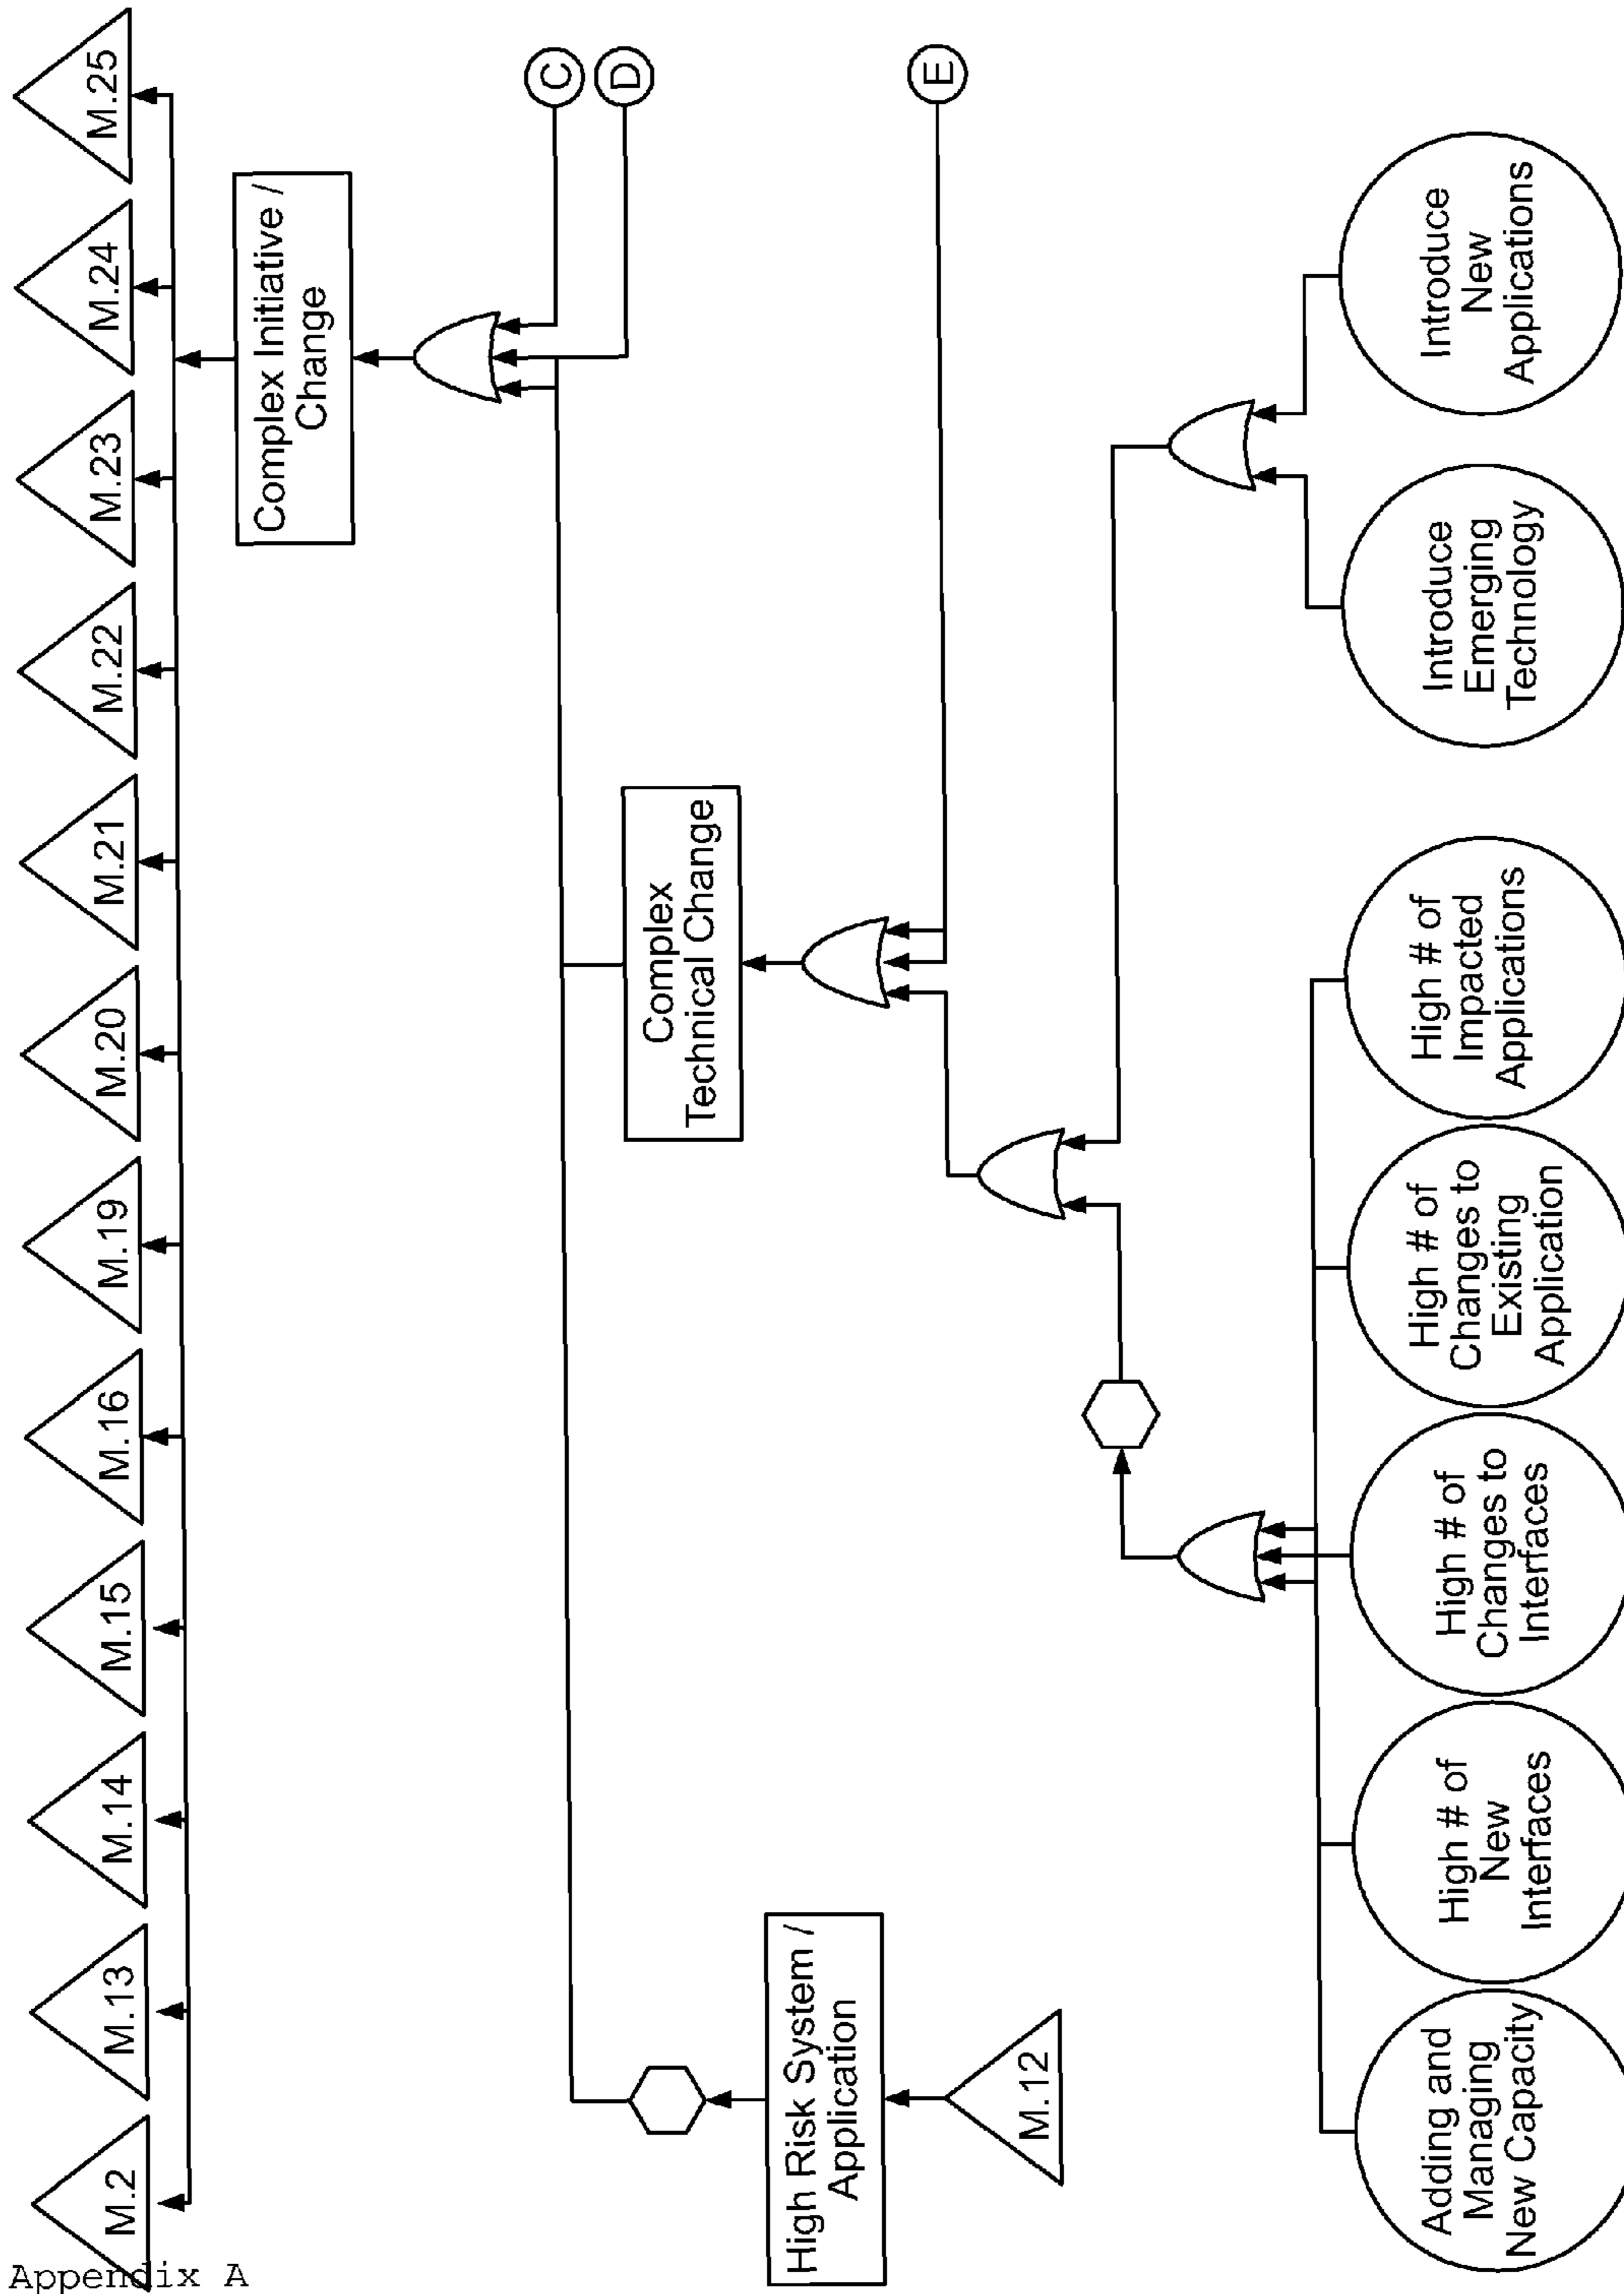 M.2
M.13
M.14
M.15
M.16
M.19
M.20
M.21
M.22
M.23
M.24
M.25
Complex Initiative /
Change
C
D
Complex
Technical Change
High Risk System /
Application
M.12
E
Adding and
Managing
New Capacity
High # of
New
Interfaces
High # of
Changes to
Interfaces
High # of
Changes to
Existing
Application
High # of
Impacted
Applications
Introduce
Emerging
Technology
Introduce
New
Applications
Appendix A